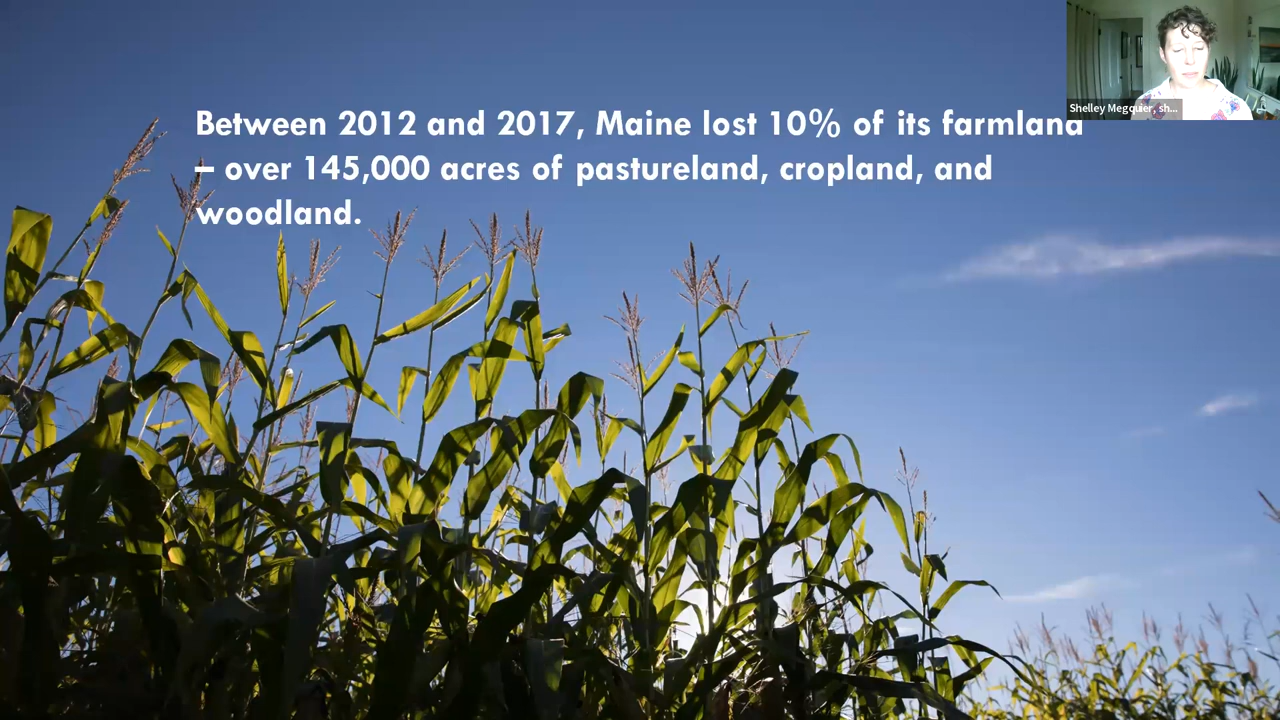 Between 2012 and 2017, Maine lost 10% of its farmland
– over 145,000 acres of pastureland, cropland, and
woodland.
Shelley Megquier, sh...